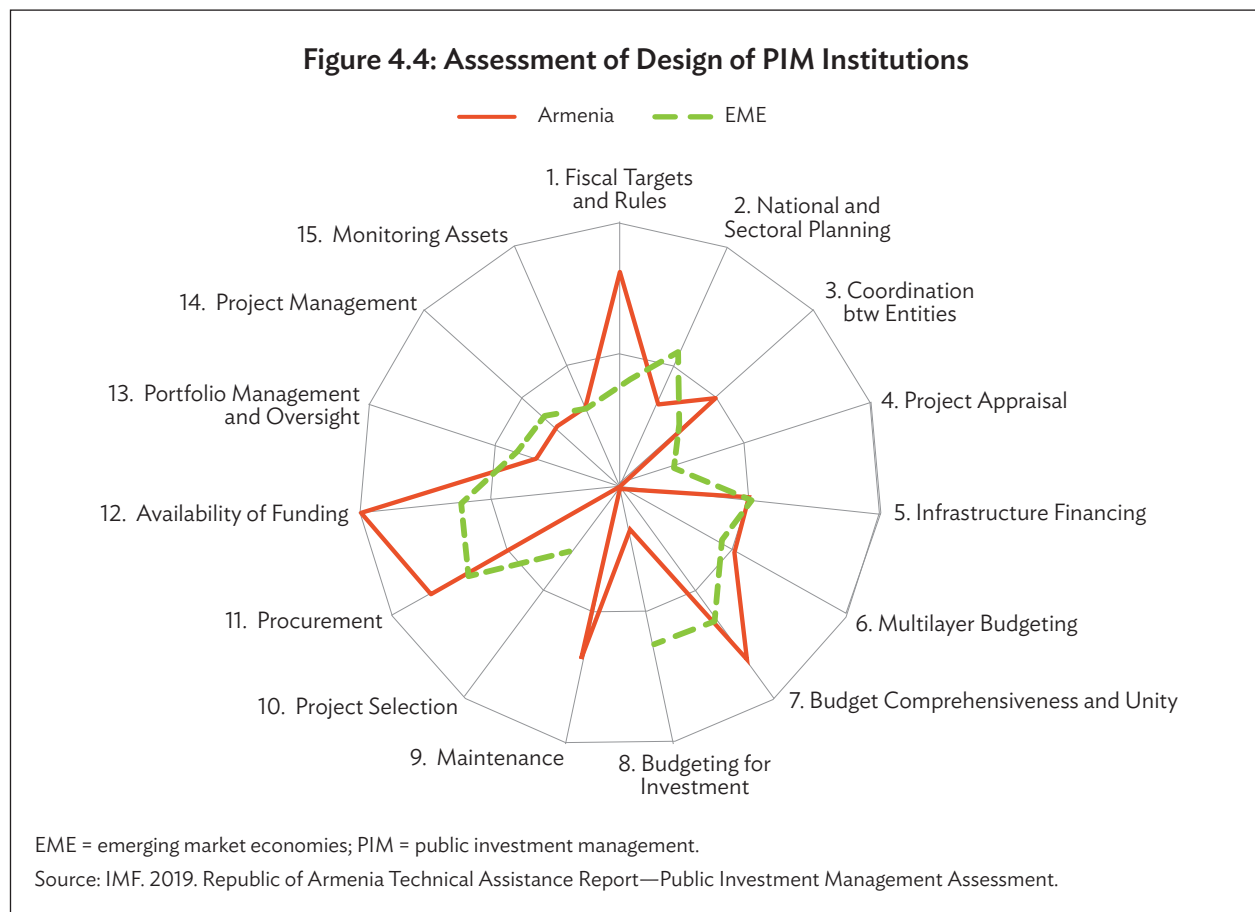 Figure 4.4: Assessment of Design of PIM Institutions
Armenia
EME
1. Fiscal Targets
and Rules
2. National and
Sectoral Planning
3. Coordination
btw Entities
4. Project Appraisal
5. Infrastructure Financing
6. Multilayer Budgeting
7. Budget Comprehensiveness and Unity
8. Budgeting for
Investment
9. Maintenance
10. Project Selection
11. Procurement
12. Availability of Funding
13. Portfolio Management
and Oversight
14. Project Management
15. Monitoring Assets
EME = emerging market economies; PIM = public investment management.
Source: IMF. 2019. Republic of Armenia Technical Assistance Report—Public Investment Management Assessment.